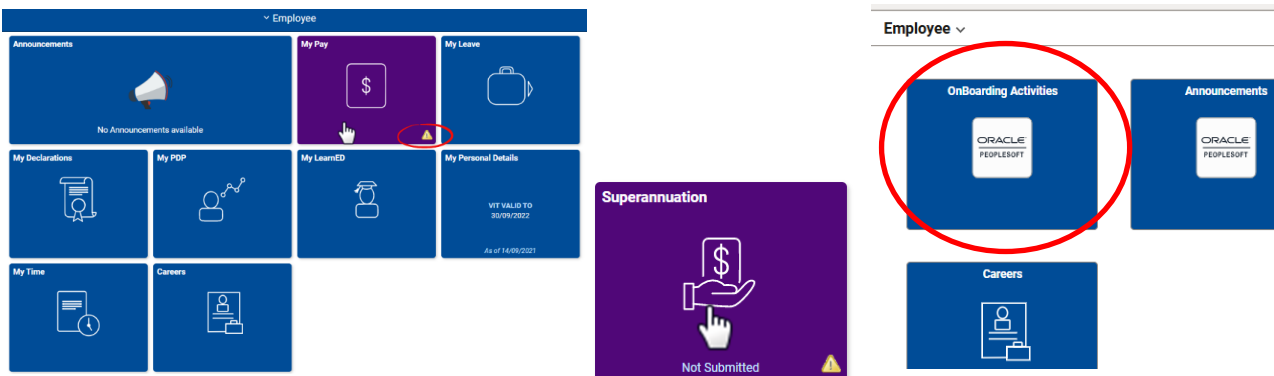 Employee
Announcements
No Announcements available
My Pay
$
My Leave
My Declarations
My PDP
My LearnED
My Personal Details
VIT VALID TO
30/09/2022
As of 14/09/2021
My Time
Careers
Superannuation
$
Not Submitted
Employee
OnBoarding Activities
ORACLE
PEOPLESOFT
Announcements
ORACLE
PEOPLESOFT
Careers